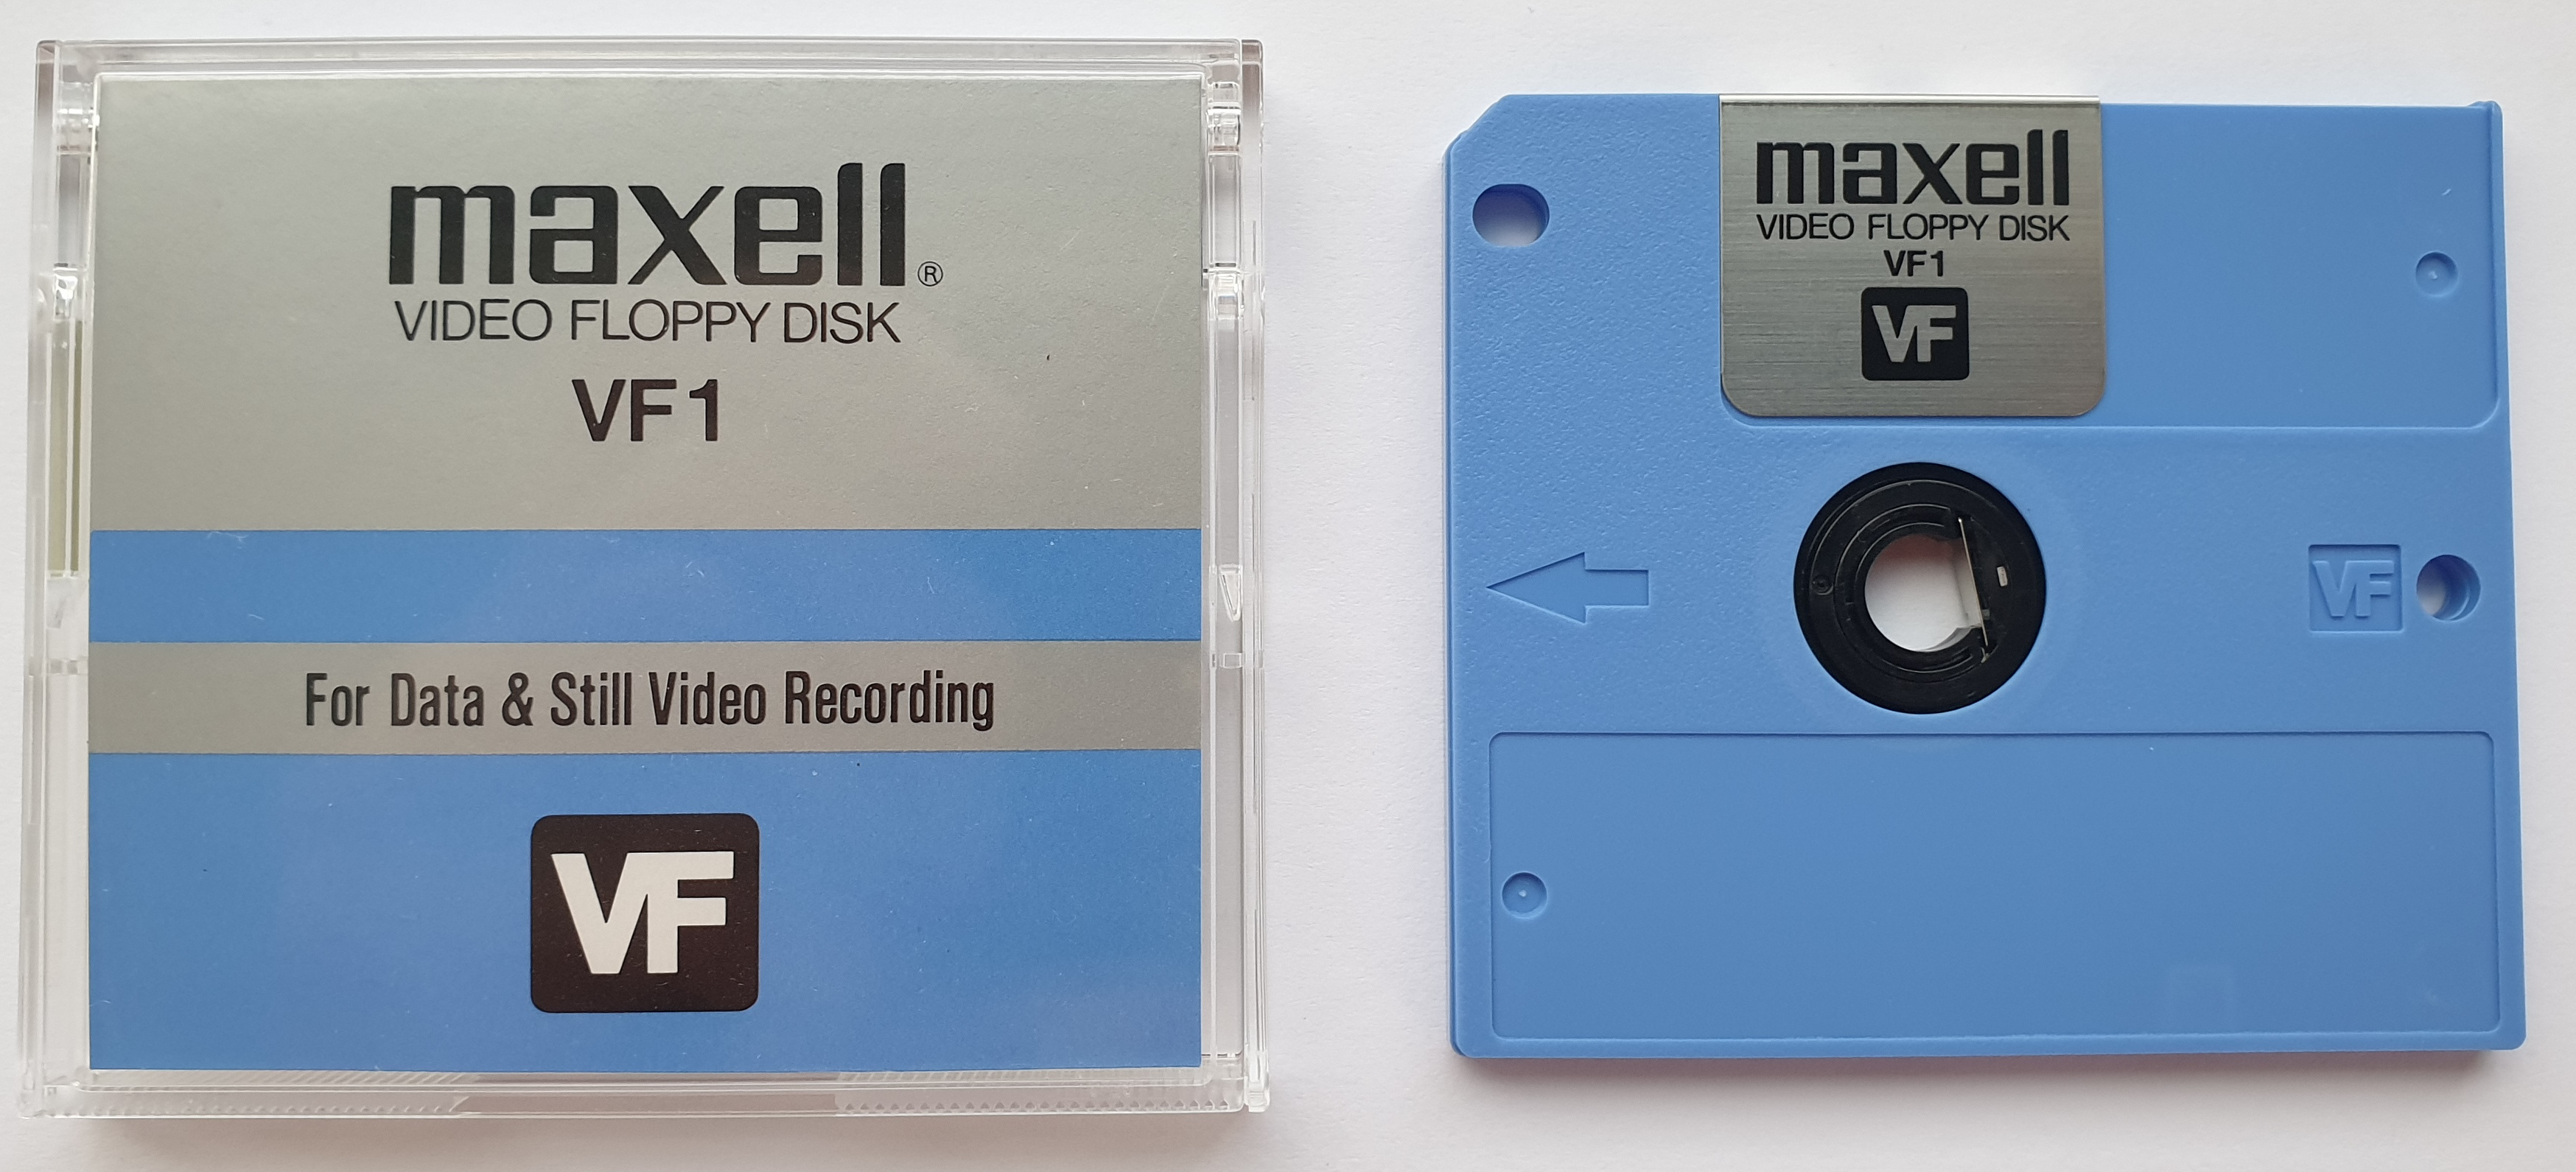 maxell®
VIDEO FLOPPY DISK
VF1
For Data & Still Video Recording
VF
maxell
VIDEO FLOPPY DISK
VF1
VF
VF